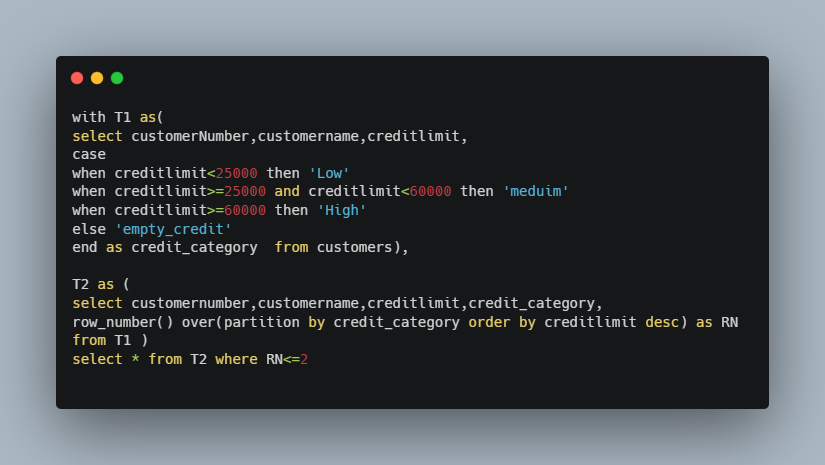 with T1 as(
select customerNumber,customername,creditlimit,
case
when creditlimit<25000 then 'Low'
when creditlimit>=25000 and creditlimit<60000 then 'meduim'
when creditlimit>=60000 then 'High'
else 'empty_credit'
end as credit_category  from customers),

T2 as (
select customernumber,customername,creditlimit,credit_category,
row_number() over(partition by credit_category order by creditlimit desc) as RN
from T1 )
select * from T2 where RN<=2